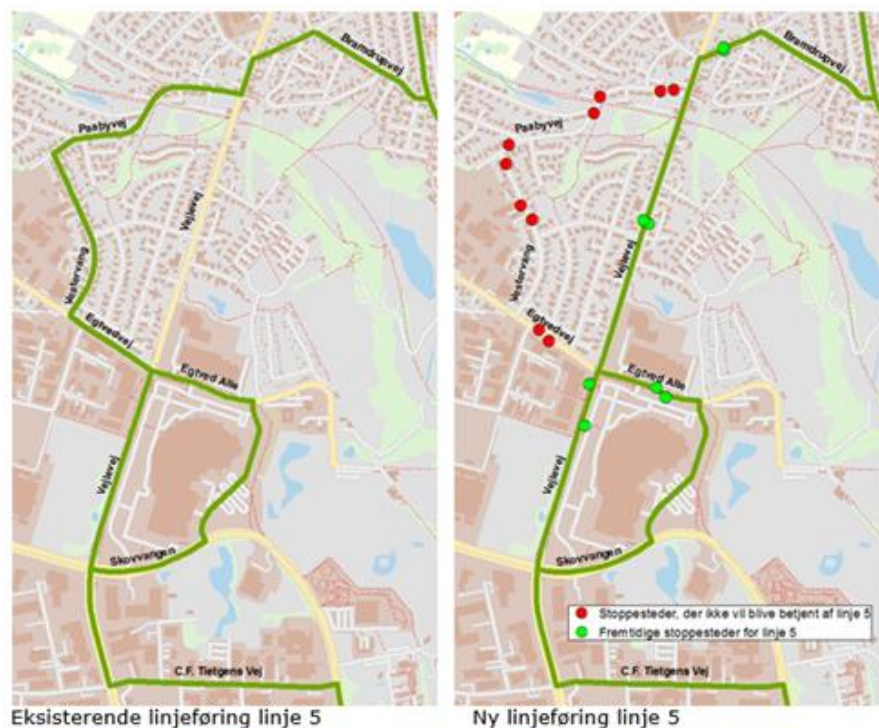 Bramdrupvej
Paabyvej
Vejlevej
Vestervang
Egtvedvej
Egtved Alle
Vejlevej
Skovvangen
C.F. Tietgens Vej
Eksisterende linjeføring linje 5
Bramdrupvej
Paabyvej
Vejlevej
Vestervang
Egtvedvej
Egtved Alle
Vejlevej
Skovvangen
Stoppesteder, der ikke vil blive betjent af linje 5
Fremtidige stoppesteder for linje 5
C.F. Tietgens Vej
Ny linjeføring linje 5